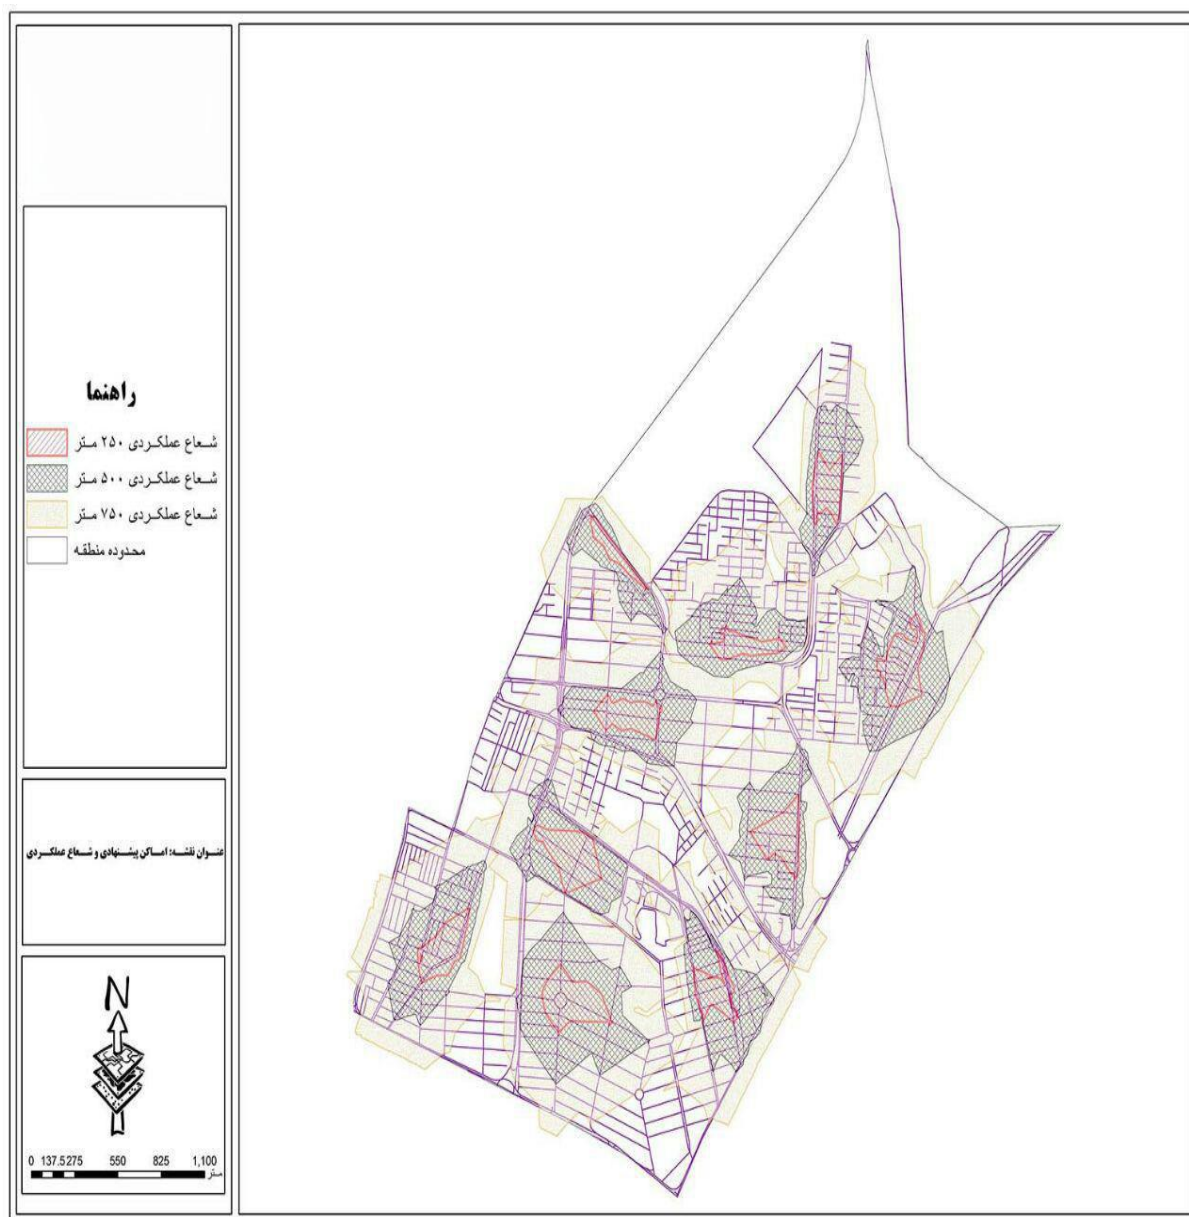 راهنما
شعاع عملکردی ۲۵۰ متر
شعاع عملکردی ۵۰۰ متر
شعاع عملکردی ۷۵۰ متر
محدوده منطقه
عنوان نقشه: اماکن پیشنهادی و شعاع عملکردی
N
0 137.5 275 550 825 1,100
متر